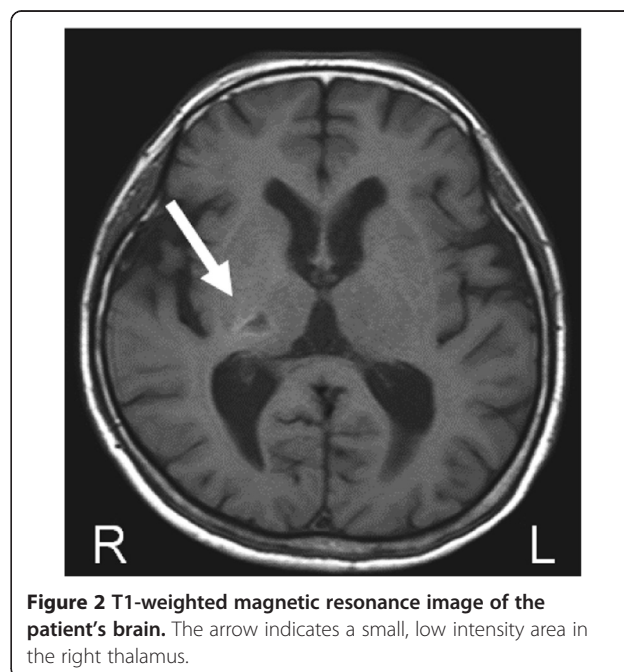 R L
Figure 2 T1-weighted magnetic resonance image of the
patient's brain. The arrow indicates a small, low intensity area in
the right thalamus.